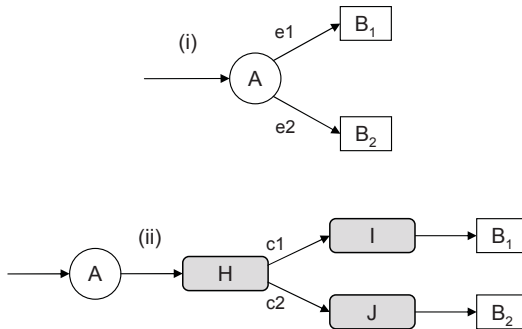 (i)
e1
B₁
A
e2
B₂
(ii)
A
H
c1
I
B₁
c2
J
B₂